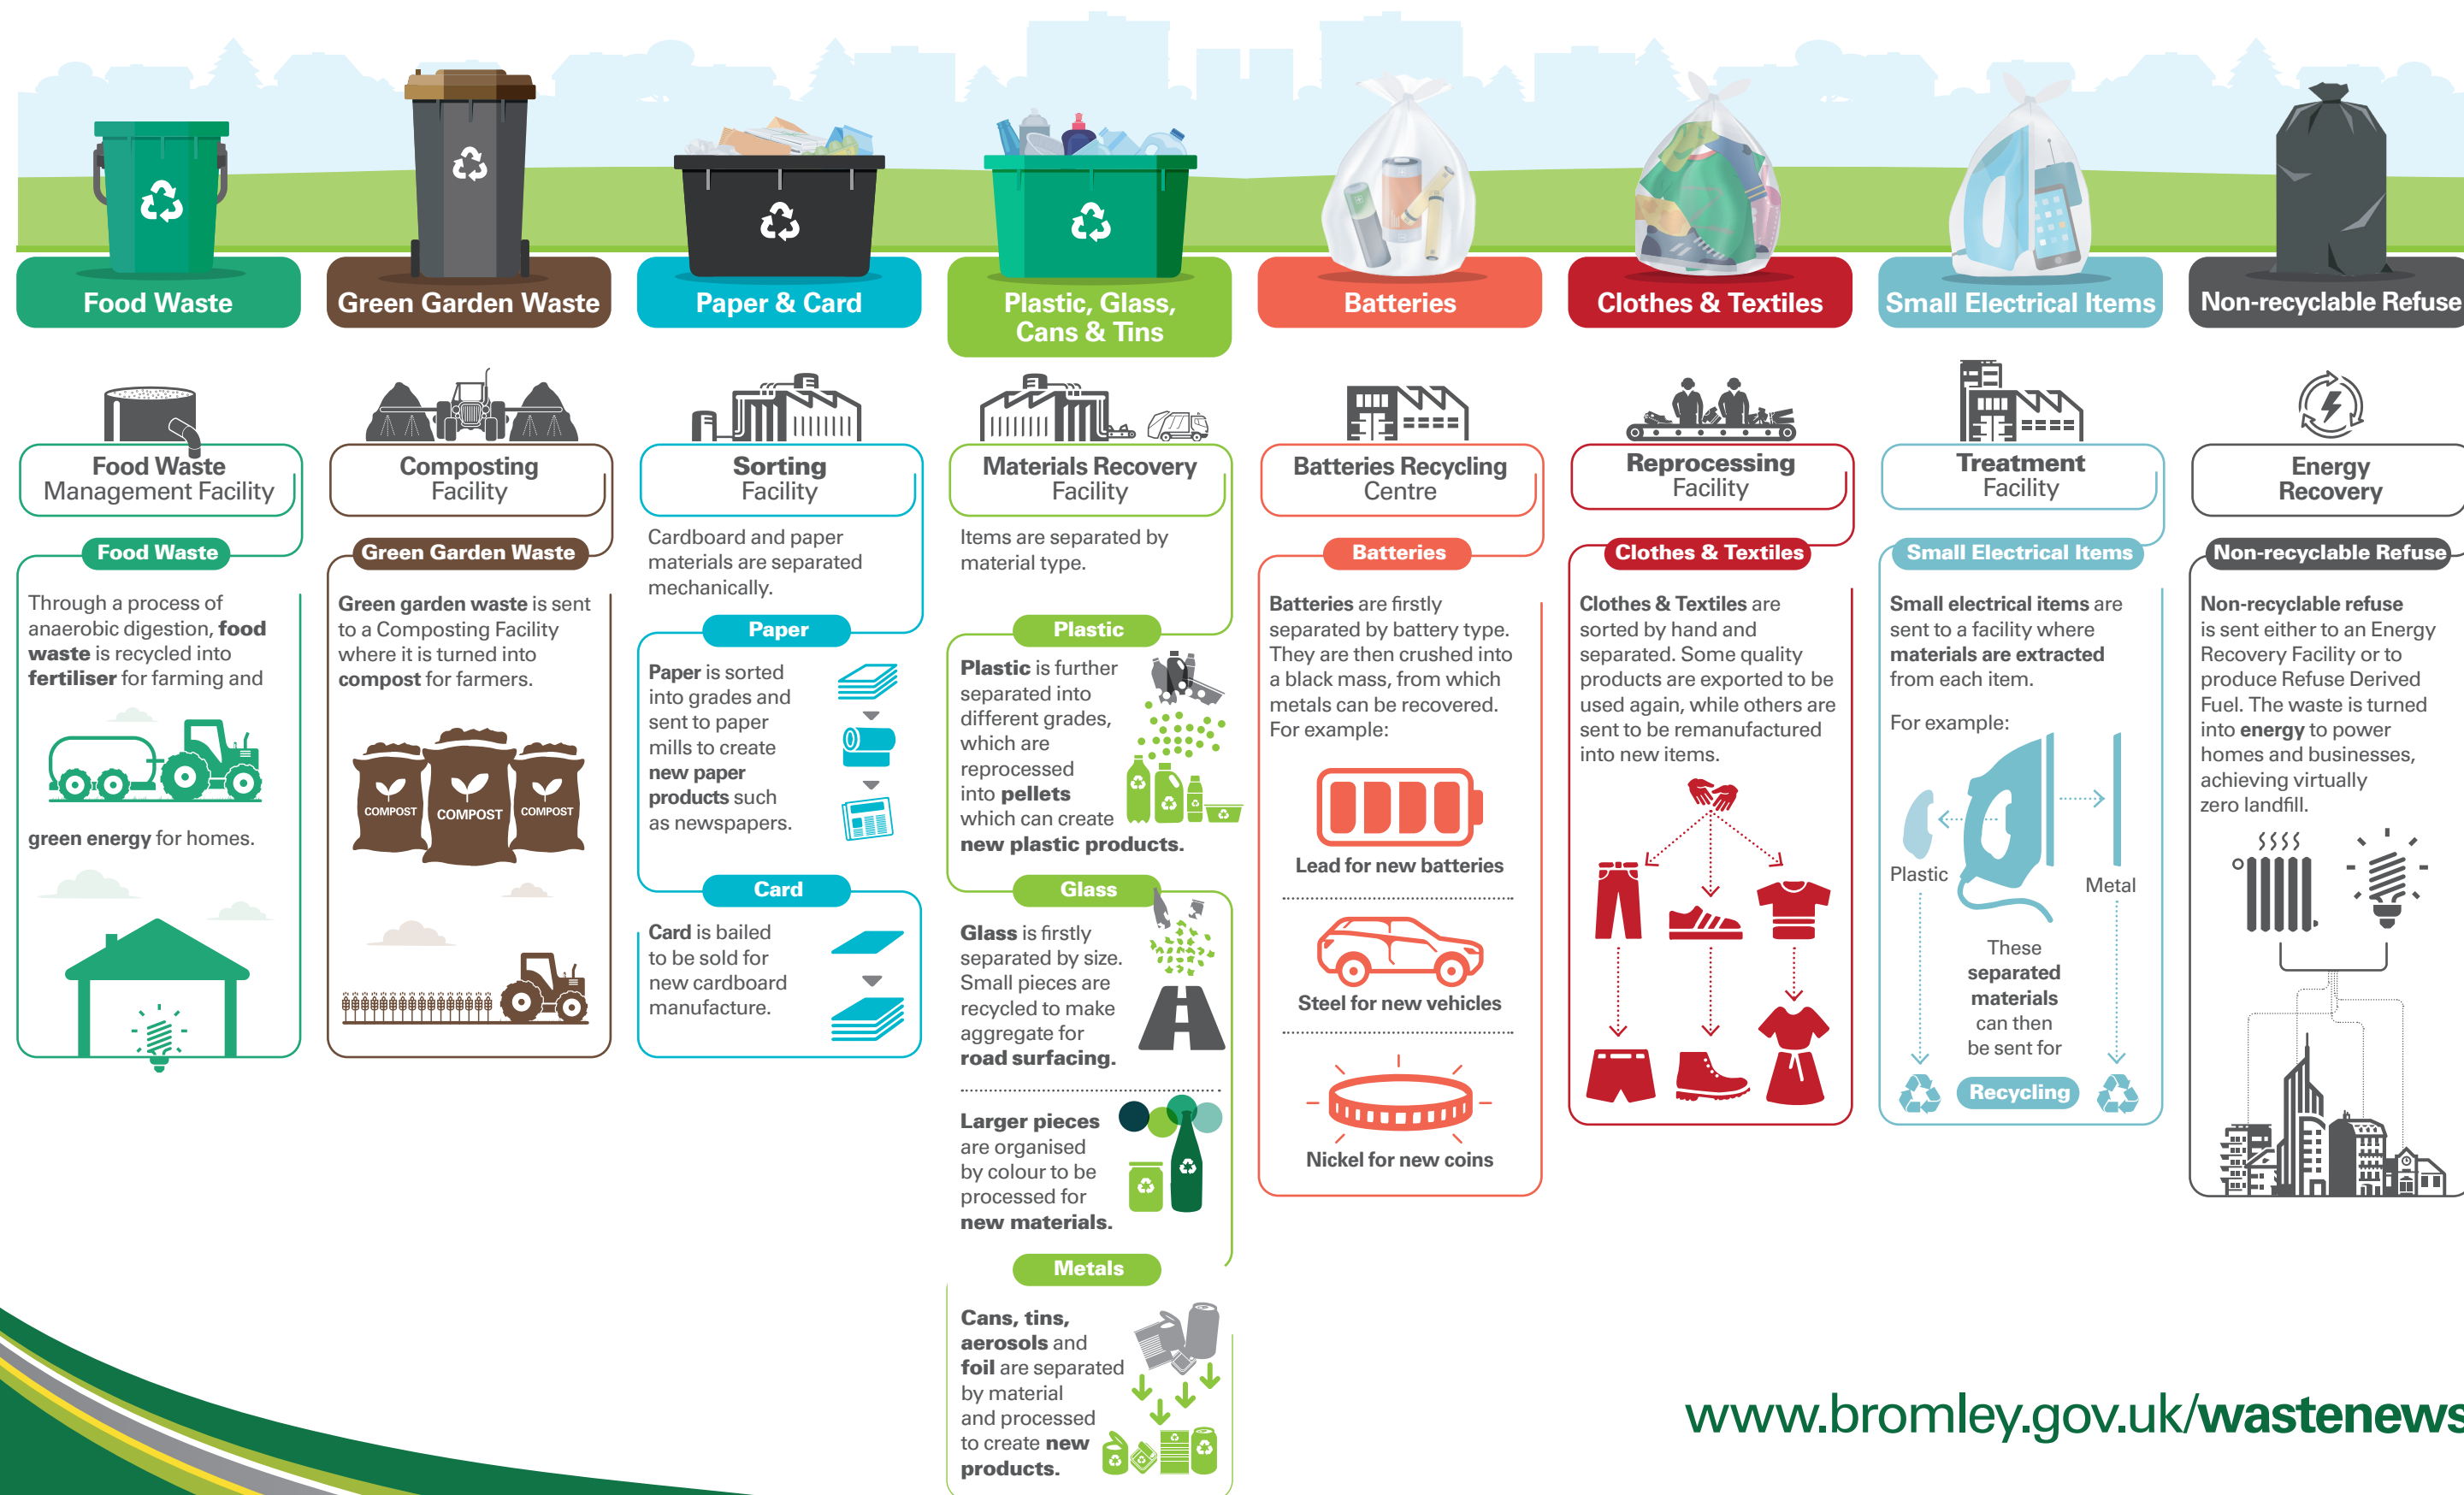 Food Waste
Green Garden Waste
Paper & Card
Plastic, Glass,
Cans & Tins
Batteries
Clothes & Textiles
Small Electrical Items
Non-recyclable Refuse
Food Waste
Management Facility
Food Waste
Through a process of
anaerobic digestion, food
waste is recycled into
fertiliser for farming and
green energy for homes.
Composting
Facility
Green Garden Waste
Green garden waste is sent
to a Composting Facility
where it is turned into
compost for farmers.
COMPOST
COMPOST
COMPOST
Sorting
Facility
Cardboard and paper
materials are separated
mechanically.
Paper
Paper is sorted
into grades and
sent to paper
mills to create
new paper
products such
as newspapers.
Card
Card is bailed
to be sold for
new cardboard
manufacture.
Materials Recovery
Facility
Items are separated by
material type.
Plastic
Plastic is further
separated into
different grades,
which are
reprocessed
into pellets
which can create
new plastic products.
Glass
Glass is firstly
separated by size.
Small pieces are
recycled to make
aggregate for
road surfacing.
Larger pieces
are organised
by colour to be
processed for
new materials.
Metals
Cans, tins,
aerosols and
foil are separated
by material
and processed
to create new
products.
Batteries Recycling
Centre
Batteries
Batteries are firstly
separated by battery type.
They are then crushed into
a black mass, from which
metals can be recovered.
For example:
Lead for new batteries
Steel for new vehicles
Nickel for new coins
Reprocessing
Facility
Clothes & Textiles
Clothes & Textiles are
sorted by hand and
separated. Some quality
products are exported to be
used again, while others are
sent to be remanufactured
into new items.
Treatment
Facility
Small Electrical Items
Small electrical items are
sent to a facility where
materials are extracted
from each item.
For example:
Plastic
Metal
These
separated
materials
can then
be sent for
Recycling
Energy
Recovery
Non-recyclable Refuse
Non-recyclable refuse
is sent either to an Energy
Recovery Facility or to
produce Refuse Derived
Fuel. The waste is turned
into energy to power
homes and businesses,
achieving virtually
zero landfill.
www.bromley.gov.uk/wastenews